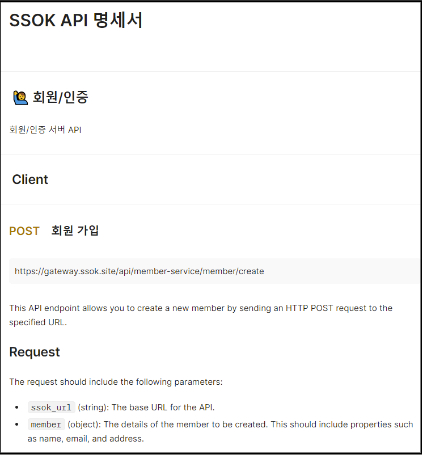 SSOK API 명세서
회원/인증
회원/인증 서버 API
Client
POST 회원 가입
https://gateway.ssok.site/api/member-service/member/create
This API endpoint allows you to create a new member by sending an HTTP POST request to the
specified URL.
Request
The request should include the following parameters:
• ssok_url (string): The base URL for the API.
• member (object): The details of the member to be created. This should include properties such
as name, email, and address.